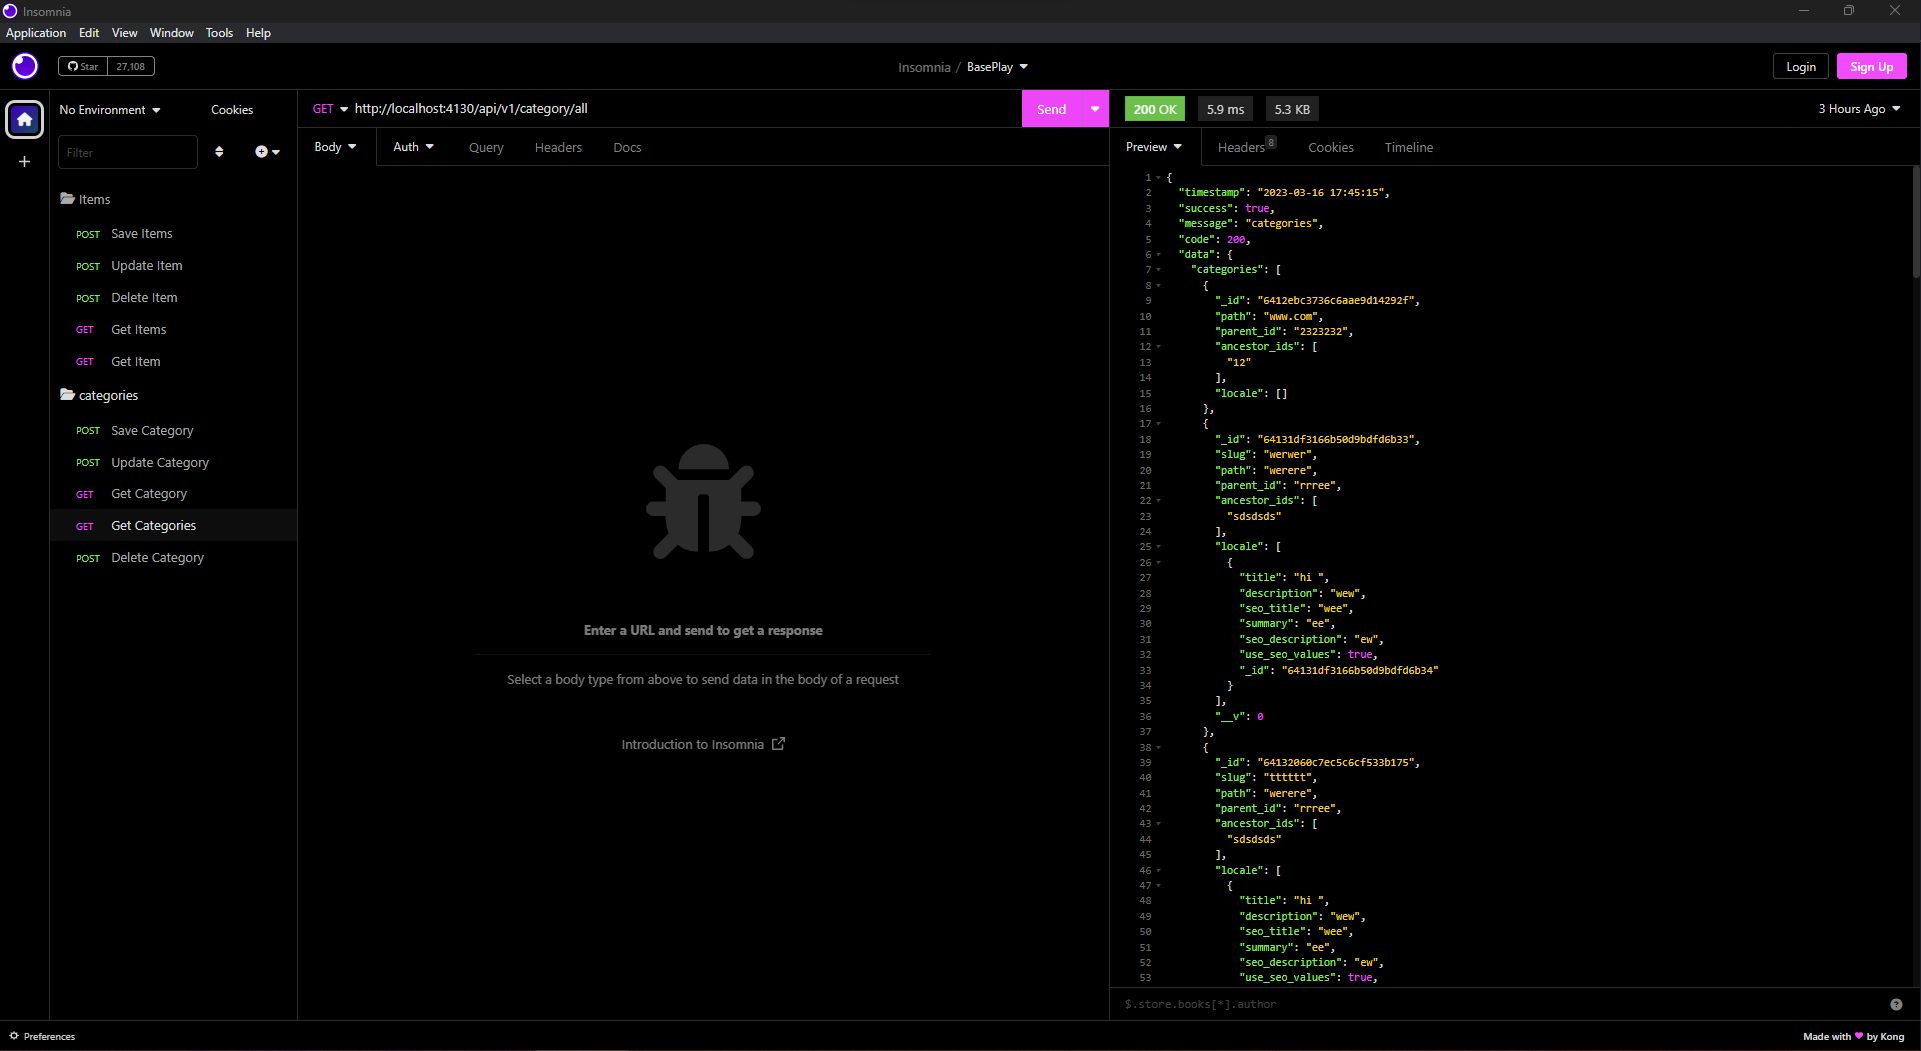 Insomnia
Application Edit View Window Tools Help
Star 27,108
Insomnia / BasePlay
Login Sign Up
No Environment Cookies
Filter
Items
POST Save Items
POST Update Item
POST Delete Item
GET Get Items
GET Get Item
categories
POST Save Category
POST Update Category
GET Get Category
GET Get Categories
POST Delete Category
GET http://localhost:4130/api/v1/category/all Send
Body Auth Query Headers Docs
Enter a URL and send to get a response
Select a body type from above to send data in the body of a request
Introduction to Insomnia
200 OK 5.9 ms 5.3 KB 3 Hours Ago
Preview Headers 8 Cookies Timeline
1 {
2 "timestamp": "2023-03-16 17:45:15",
3 "success": true,
4 "message": "categories",
5 "code": 200,
6 "data": {
7 "categories": [
8 {
9 "_id": "6412ebc3736c6aae9d14292f",
10 "path": "www.com",
11 "parent_id": "2323232",
12 "ancestor_ids": [
13 "12"
14 ],
15 "locale": []
16 },
17 {
18 "_id": "64131df3166b50d9bdfd6b33",
19 "slug": "werwer",
20 "path": "werere",
21 "parent_id": "rrree",
22 "ancestor_ids": [
23 "sdsdsds"
24 ],
25 "locale": [
26 {
27 "title": "hi ",
28 "description": "wew",
29 "seo_title": "wee",
30 "summary": "ee",
31 "seo_description": "ew",
32 "use_seo_values": true,
33 "_id": "64131df3166b50d9bdfd6b34"
34 }
35 ],
36 "__v": 0
37 },
38 {
39 "_id": "64132060c7ec5c6cf533b175",
40 "slug": "tttttt",
41 "path": "werere",
42 "parent_id": "rrree",
43 "ancestor_ids": [
44 "sdsdsds"
45 ],
46 "locale": [
47 {
48 "title": "hi ",
49 "description": "wew",
50 "seo_title": "wee",
51 "summary": "ee",
52 "seo_description": "ew",
53 "use_seo_values": true,
$.store.books[*].author
Preferences
Made with ♥ by Kong